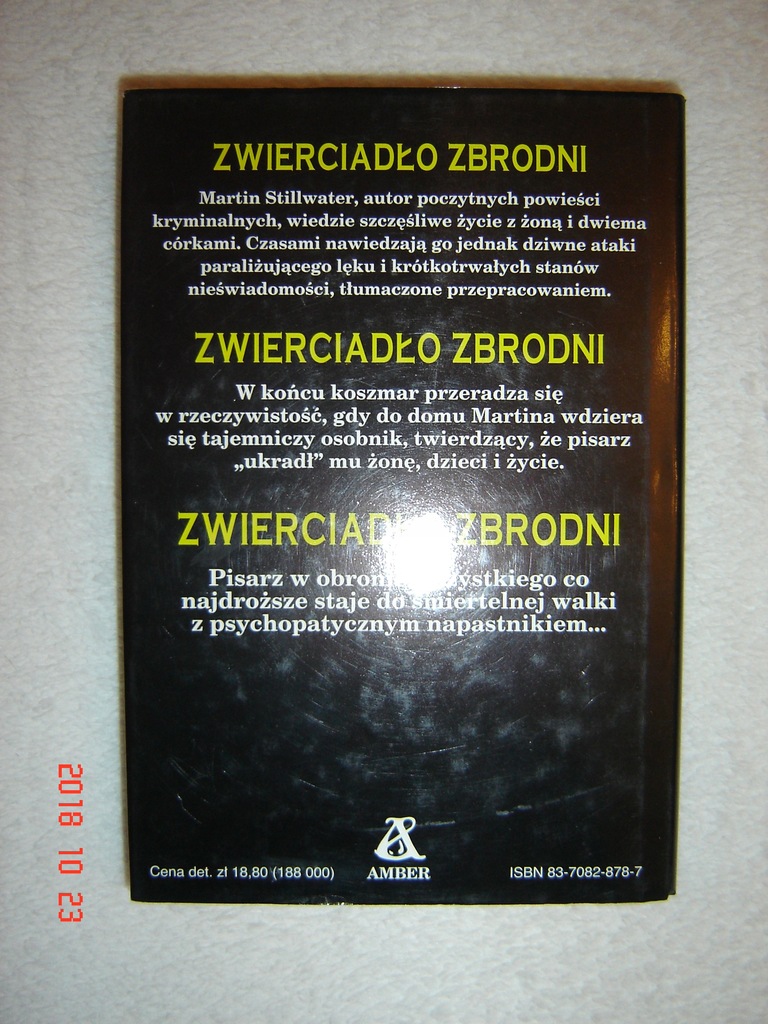 ZWIERCIADŁO ZBRODNI
Martin Stillwater, autor poczytnych powieści
kryminalnych, wiedzie szczęśliwe życie z żoną i dwiema
córkami. Czasami nawiedzają go jednak dziwne ataki
paraliżującego lęku i krótkotrwałych stanów
nieświadomości, tłumaczone przepracowaniem.
ZWIERCIADŁO ZBRODNI
W końcu koszmar przeradza się
w rzeczywistość, gdy do domu Martina wdziera
się tajemniczy osobnik, twierdzący, że pisarz
„ukradł” mu żonę, dzieci i życie.
ZBRODNI
Pisarz w co
najdroższe staje do śmiertelnej walki
z psychopatycznym napastnikiem...
Cena det. zł 18,80 (188 000)
AMBER
ISBN 83-7082-878-7
2018 10 23